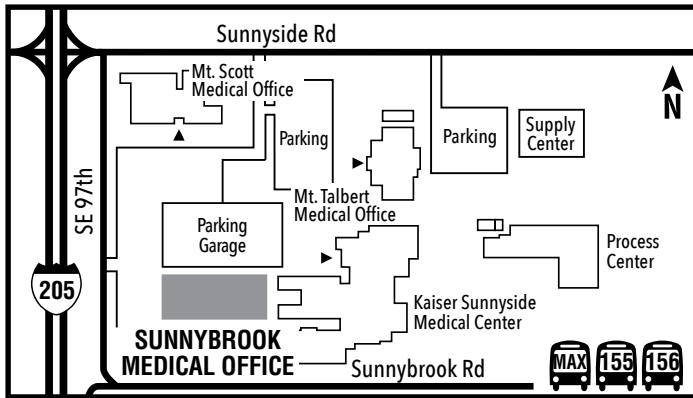 Sunnyside Rd
Mt. Scott
Medical Office
N
Parking
Parking
Supply
Center
SE 97th
Mt. Talbert
Medical Office
Parking
Garage
Process
Center
205
Kaiser Sunnyside
Medical Center
SUNNYBROOK
MEDICAL OFFICE
Sunnybrook Rd
MAX
155
156